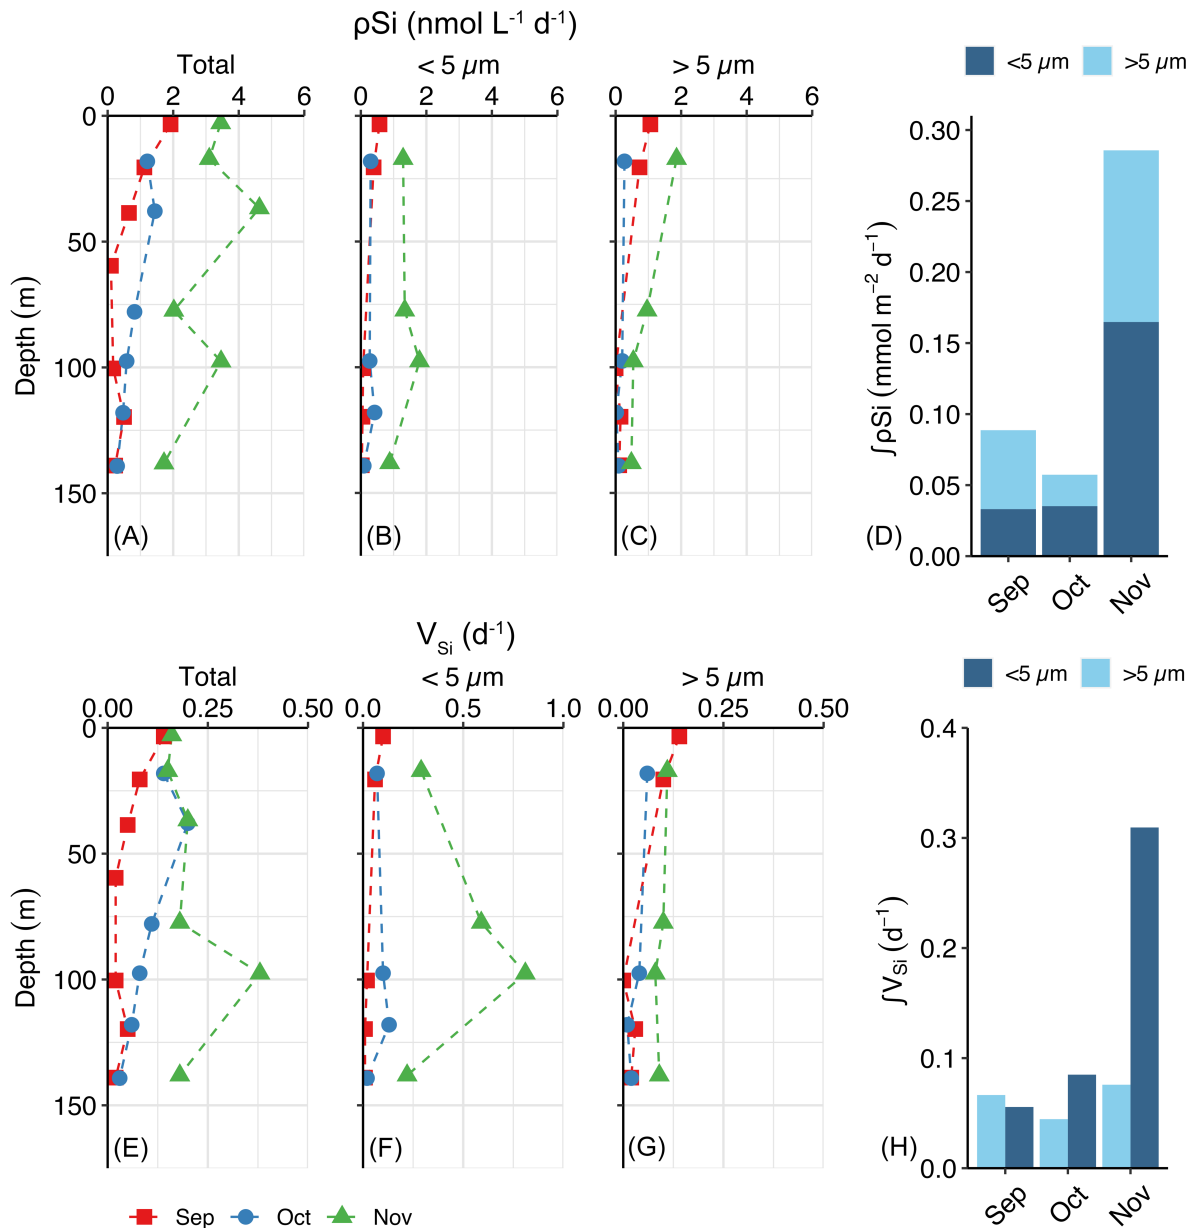 ρSi (nmol L-1 d-1)
Total
< 5 µm
> 5 µm
<5 µm >5 µm
0 2 4 6
0 2 4 6
0 2 4 6
0
50
100
150
Depth (m)
(A)
(B)
(C)
(D)
∫ρSi (mmol m−2 d−1)
0.30
0.25
0.20
0.15
0.10
0.05
0.00
Sep Oct Nov
VSi (d-1)
Total
< 5 µm
> 5 µm
<5 µm >5 µm
0.00 0.25 0.50
0.0 0.5 1.0
0.00 0.25 0.50
0
50
100
150
Depth (m)
(E)
(F)
(G)
(H)
∫VSi (d−1)
0.4
0.3
0.2
0.1
0.0
Sep Oct Nov
Sep Oct Nov